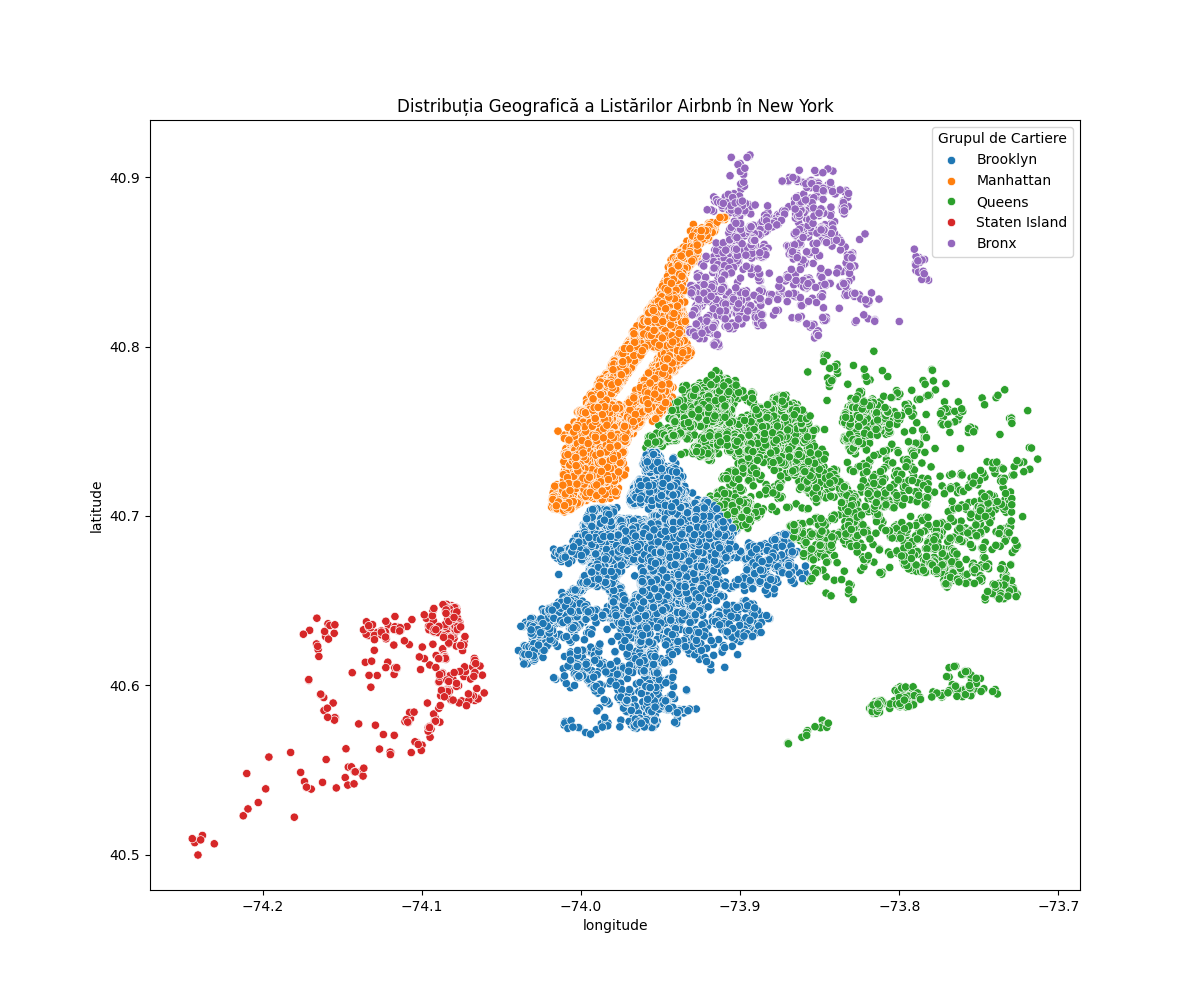 Distribuția Geografică a Listărilor Airbnb în New York
Grupul de Cartiere
Brooklyn
Manhattan
Queens
Staten Island
Bronx
latitude
40.9
40.8
40.7
40.6
40.5
−74.2
−74.1
−74.0
−73.9
−73.8
−73.7
longitude